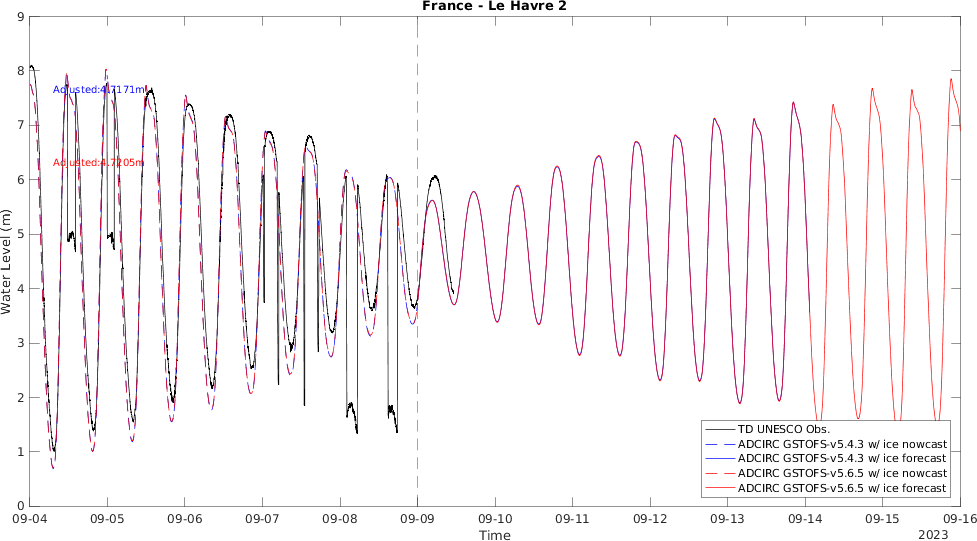 France - Le Havre 2
9
8
7
6
5
4
3
2
1
0
Water Level (m)
Adjusted:4.7171m
Adjusted:4.7205m
TD UNESCO Obs.
ADCIRC GSTOFS-v5.4.3 w/ ice nowcast
ADCIRC GSTOFS-v5.4.3 w/ ice forecast
ADCIRC GSTOFS-v5.6.5 w/ ice nowcast
ADCIRC GSTOFS-v5.6.5 w/ ice forecast
09-04 09-05 09-06 09-07 09-08 09-09 09-10 09-11 09-12 09-13 09-14 09-15 09-16
Time
2023